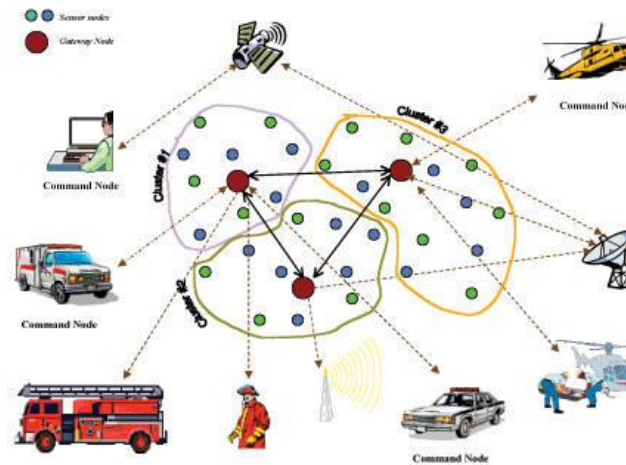 Sensor nodes
Gateway Node
Cluster #3
Command Node
Cluster #1
Command Node
Cluster #2
Command Node
Command Node